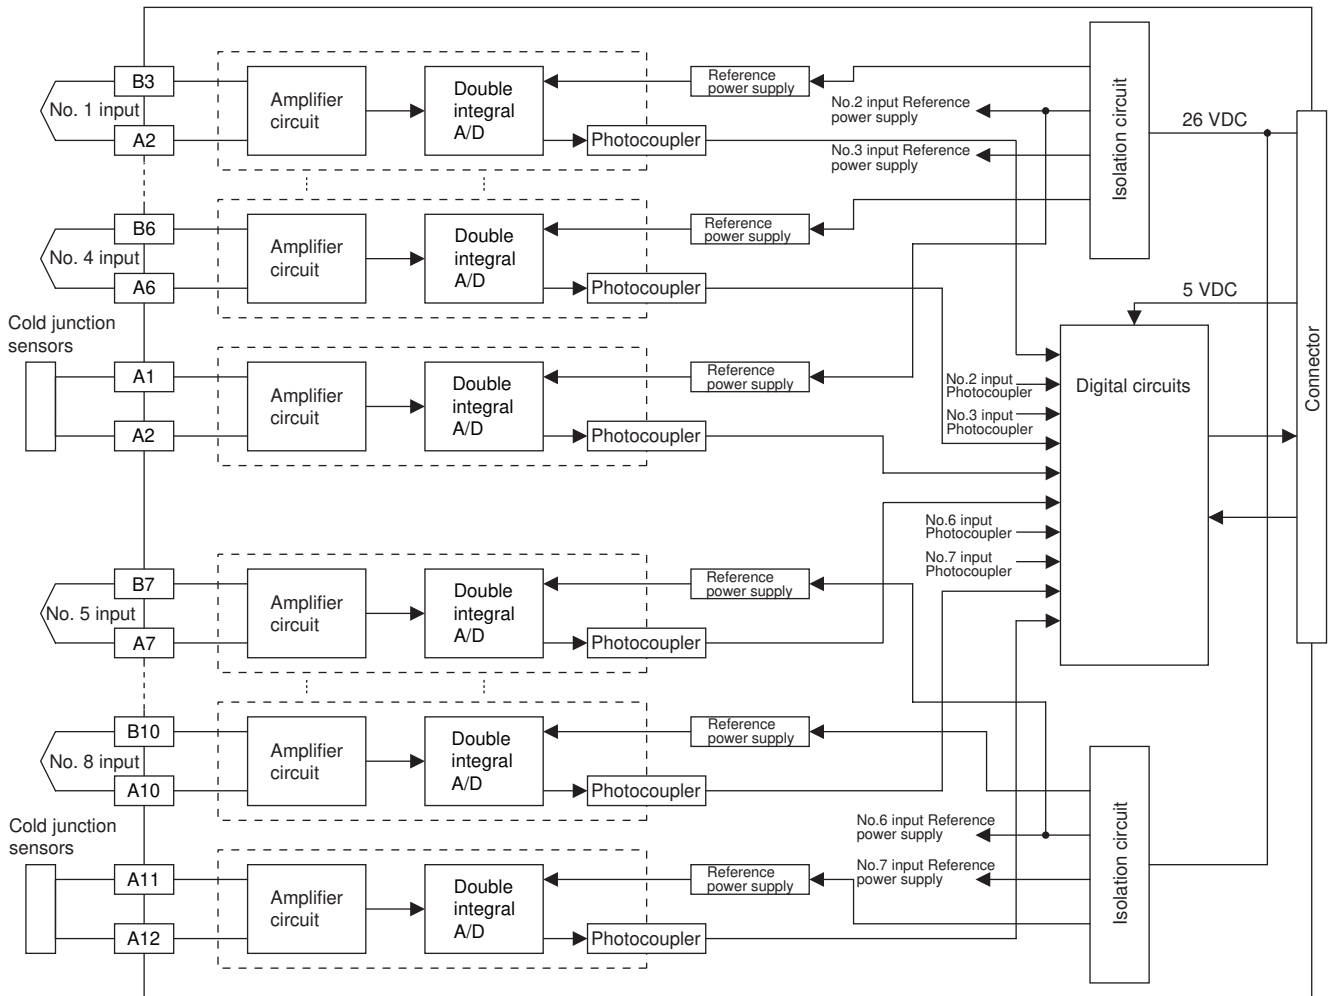 B3
No. 1 input
A2
Amplifier
circuit
Double
integral
A/D
Photocoupler
Reference
power supply
No.2 input Reference
power supply
No.3 input Reference
power supply
Isolation circuit
26 VDC
B6
No. 4 input
A6
Amplifier
circuit
Double
integral
A/D
Photocoupler
Reference
power supply
5 VDC
Connector
Cold junction
sensors
A1
A2
Amplifier
circuit
Double
integral
A/D
Photocoupler
Reference
power supply
No.2 input
Photocoupler
No.3 input
Photocoupler
Digital circuits
No.6 input
Photocoupler
No.7 input
Photocoupler
B7
No. 5 input
A7
Amplifier
circuit
Double
integral
A/D
Photocoupler
Reference
power supply
B10
No. 8 input
A10
Amplifier
circuit
Double
integral
A/D
Photocoupler
Reference
power supply
No.6 input Reference
power supply
No.7 input Reference
power supply
Isolation circuit
Cold junction
sensors
A11
A12
Amplifier
circuit
Double
integral
A/D
Photocoupler
Reference
power supply